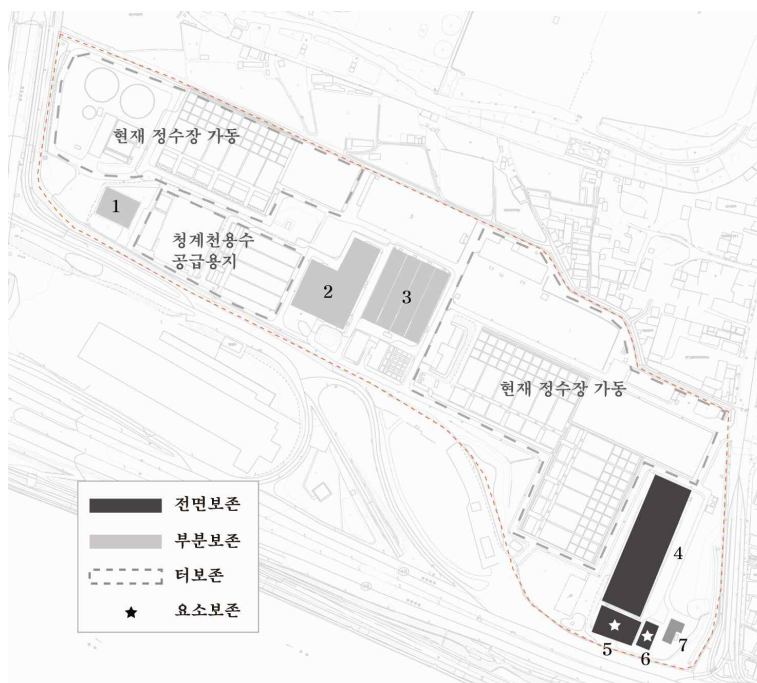 현재 정수장 가동
1
청계천용수
공급용지
2
3
현재 정수장 가동
4
5
6
7
전면보존
부분보존
터보존
요소보존